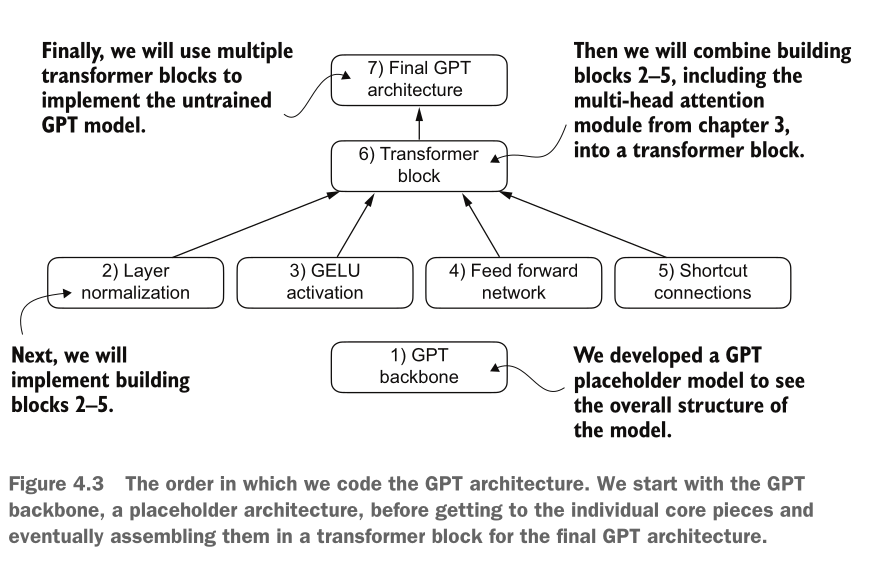 Finally, we will use multiple
transformer blocks to
implement the untrained
GPT model.
7) Final GPT
architecture
Then we will combine building
blocks 2–5, including the
multi-head attention
module from chapter 3,
into a transformer block.
6) Transformer
block
2) Layer
normalization
3) GELU
activation
4) Feed forward
network
5) Shortcut
connections
Next, we will
implement building
blocks 2–5.
1) GPT
backbone
We developed a GPT
placeholder model to see
the overall structure of
the model.
Figure 4.3 The order in which we code the GPT architecture. We start with the GPT
backbone, a placeholder architecture, before getting to the individual core pieces and
eventually assembling them in a transformer block for the final GPT architecture.